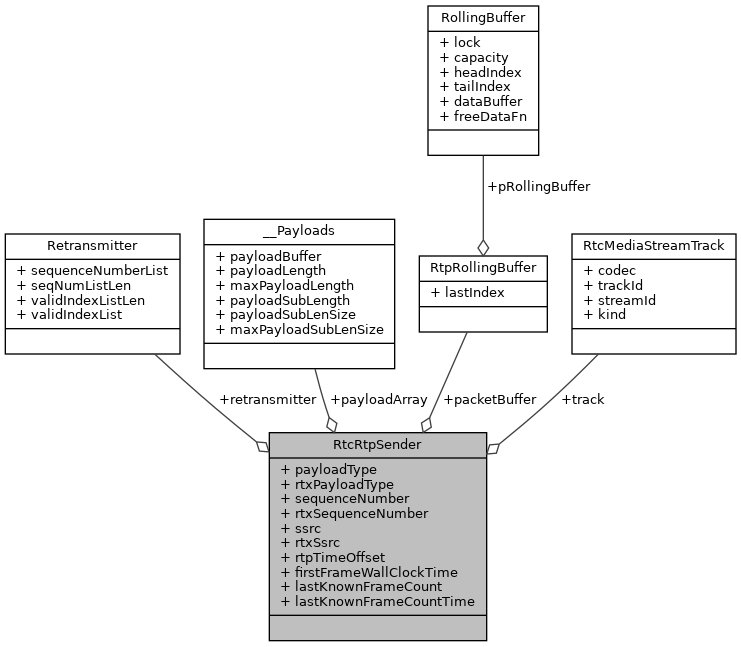 RollingBuffer
+ lock
+ capacity
+ headIndex
+ tailIndex
+ dataBuffer
+ freeDataFn
+pRollingBuffer
Retransmitter
+ sequenceNumberList
+ seqNumListLen
+ validIndexListLen
+ validIndexList
__Payloads
+ payloadBuffer
+ payloadLength
+ maxPayloadLength
+ payloadSubLength
+ payloadSubLenSize
+ maxPayloadSubLenSize
RtpRollingBuffer
+ lastIndex
RtcMediaStreamTrack
+ codec
+ trackId
+ streamId
+ kind
+retransmitter
+payloadArray
+packetBuffer
+track
RtcRtpSender
+ payloadType
+ rtxPayloadType
+ sequenceNumber
+ rtxSequenceNumber
+ ssrc
+ rtxSsrc
+ rtpTimeOffset
+ firstFrameWallClockTime
+ lastKnownFrameCount
+ lastKnownFrameCountTime